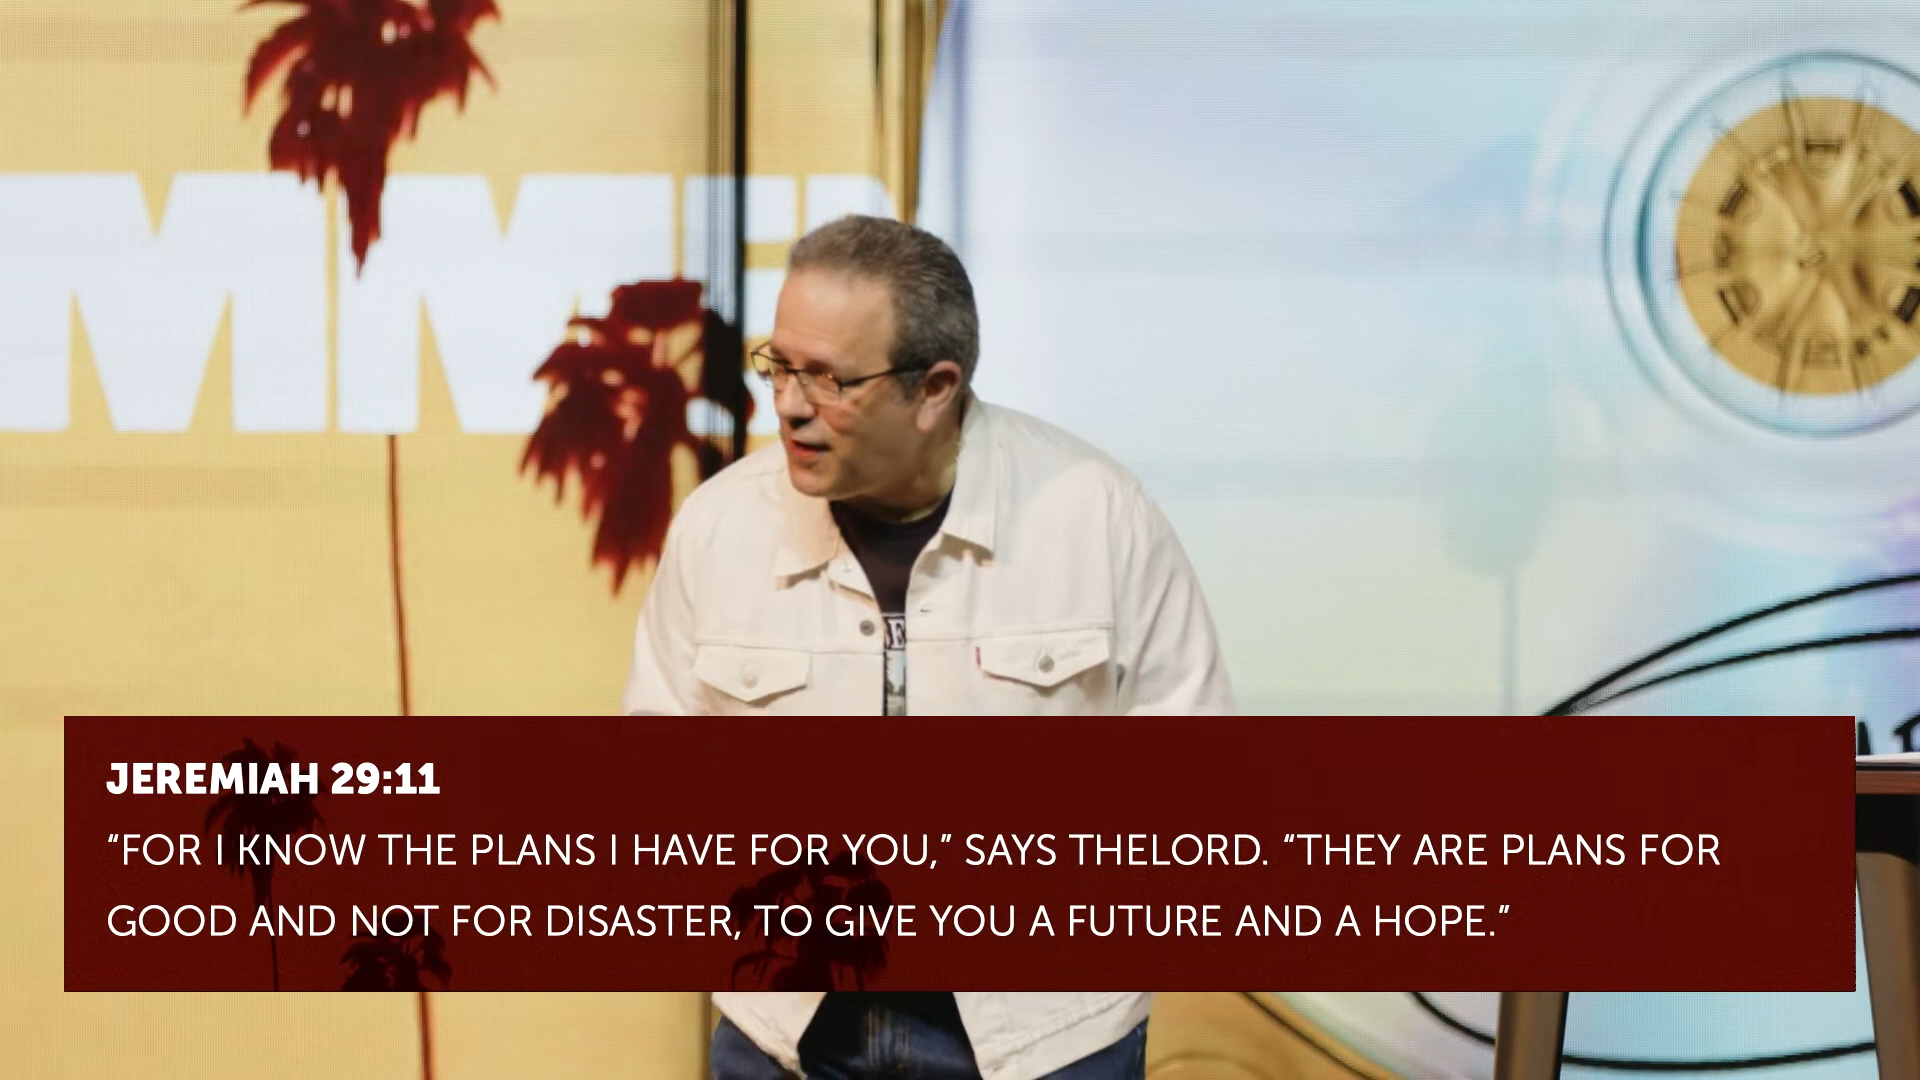 MME
JEREMIAH 29:11
“FOR I KNOW THE PLANS I HAVE FOR YOU,” SAYS THELORD. “THEY ARE PLANS FOR
GOOD AND NOT FOR DISASTER, TO GIVE YOU A FUTURE AND A HOPE.”